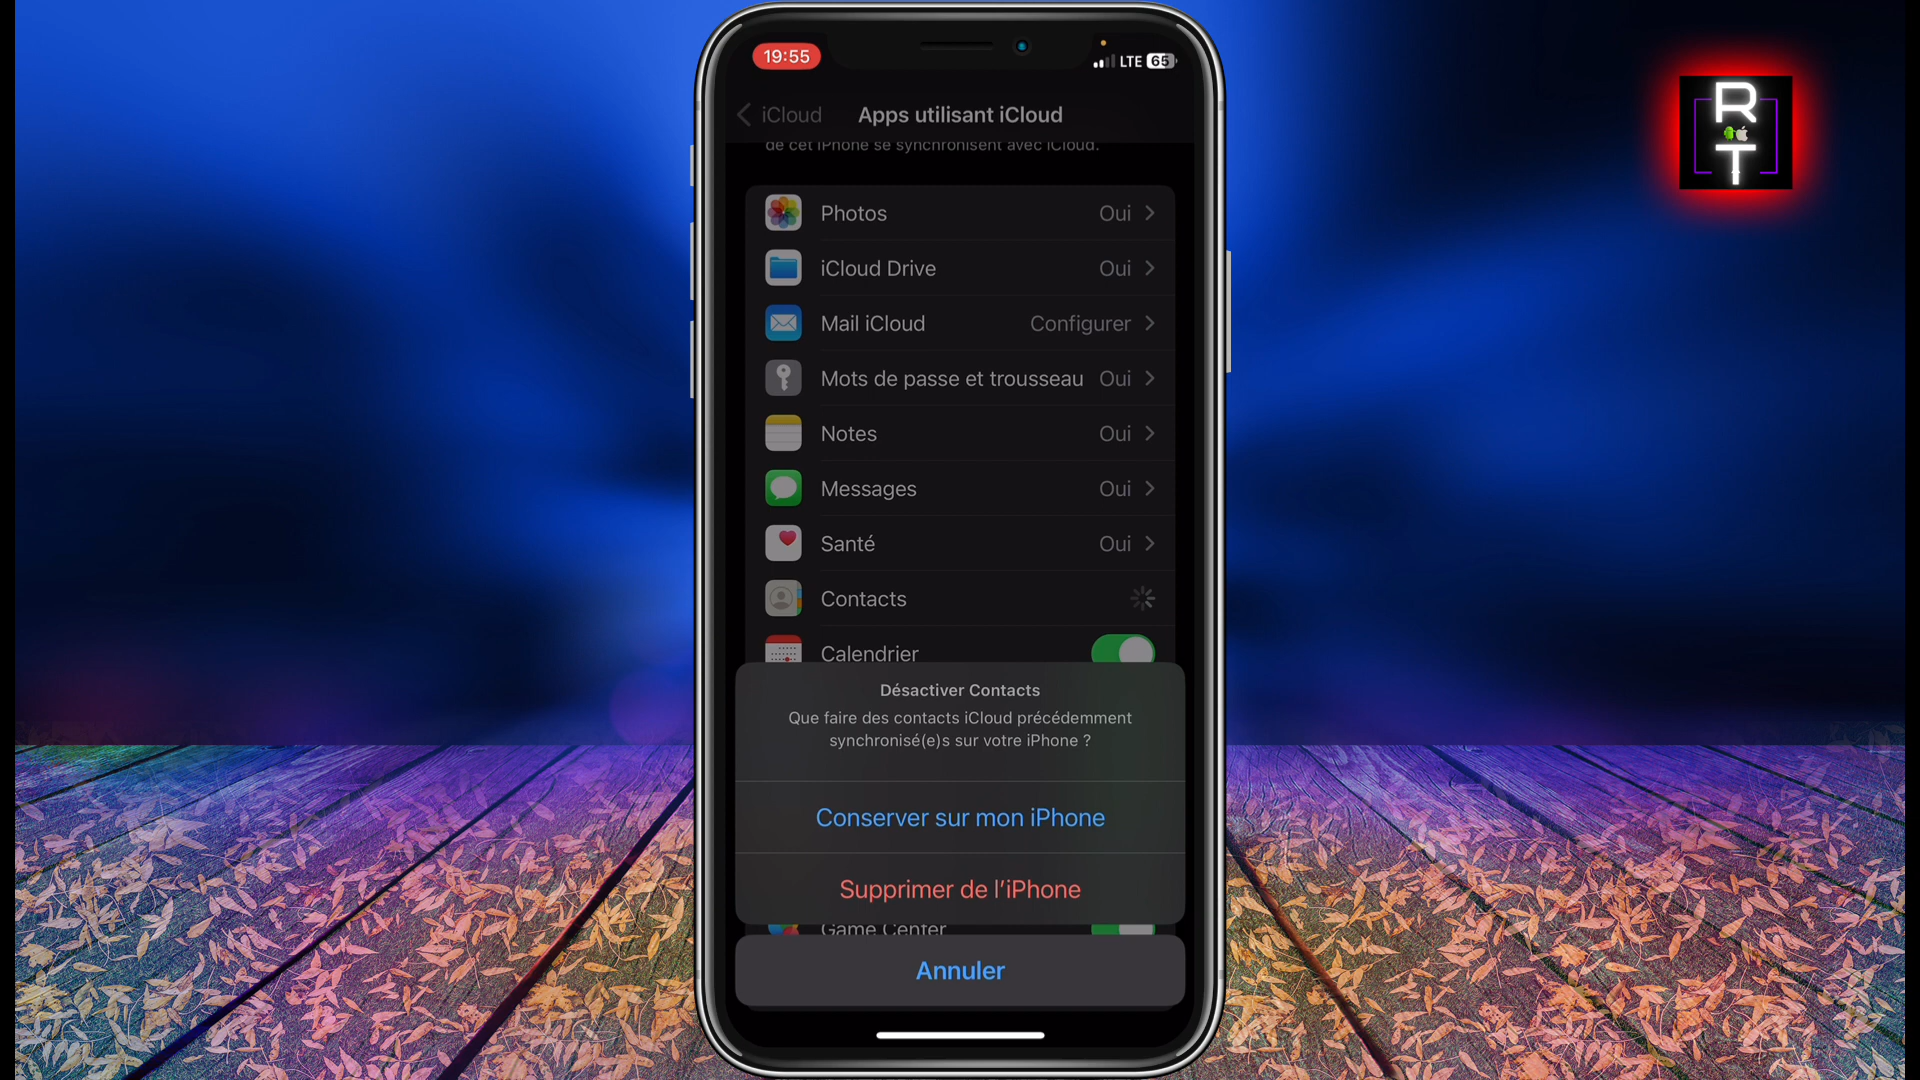 19:55
LTE 65
iCloud
Apps utilisant iCloud
de cet iPhone se synchronisent avec iCloud.
Photos Oui
iCloud Drive Oui
Mail iCloud Configurer
Mots de passe et trousseau Oui
Notes Oui
Messages Oui
Santé Oui
Contacts
Calendrier
Désactiver Contacts
Que faire des contacts iCloud précédemment
synchronisé(e)s sur votre iPhone ?
Conserver sur mon iPhone
Supprimer de l’iPhone
Game Center
Annuler
R
T